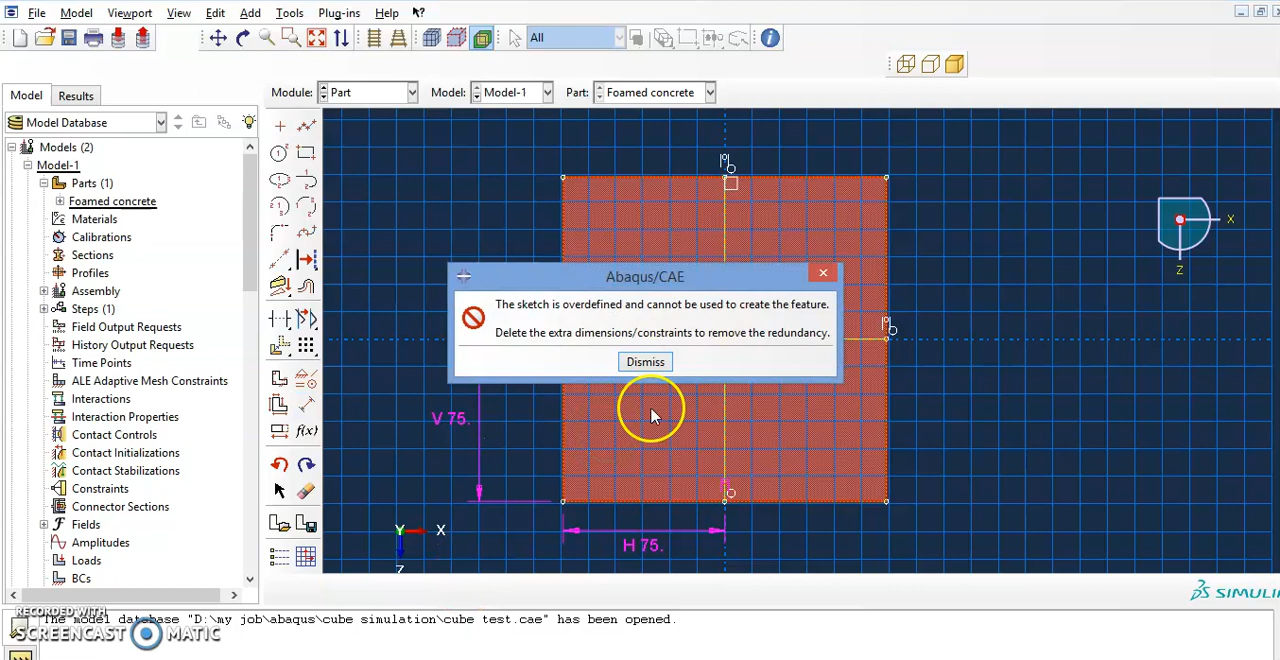 File Model Viewport View Edit Add Tools Plug-ins Help
All
Model Results
Module: Part Model: Model-1 Part: Foamed concrete
Model Database
Models (2)
Model-1
Parts (1)
Foamed concrete
Materials
Calibrations
Sections
Profiles
Assembly
Steps (1)
Field Output Requests
History Output Requests
Time Points
ALE Adaptive Mesh Constraints
Interactions
Interaction Properties
Contact Controls
Contact Initializations
Contact Stabilizations
Constraints
Connector Sections
Fields
Amplitudes
Loads
BCs
f(x)
Abaqus/CAE
The sketch is overdefined and cannot be used to create the feature.
Delete the extra dimensions/constraints to remove the redundancy.
Dismiss
V 75.
H 75.
X
Z
Y X
Z
SIMULI
The model database "D:\my job\abaqus\cube simulation\cube test.cae" has been opened.
RECORDED WITH
SCREENCAST MATIC